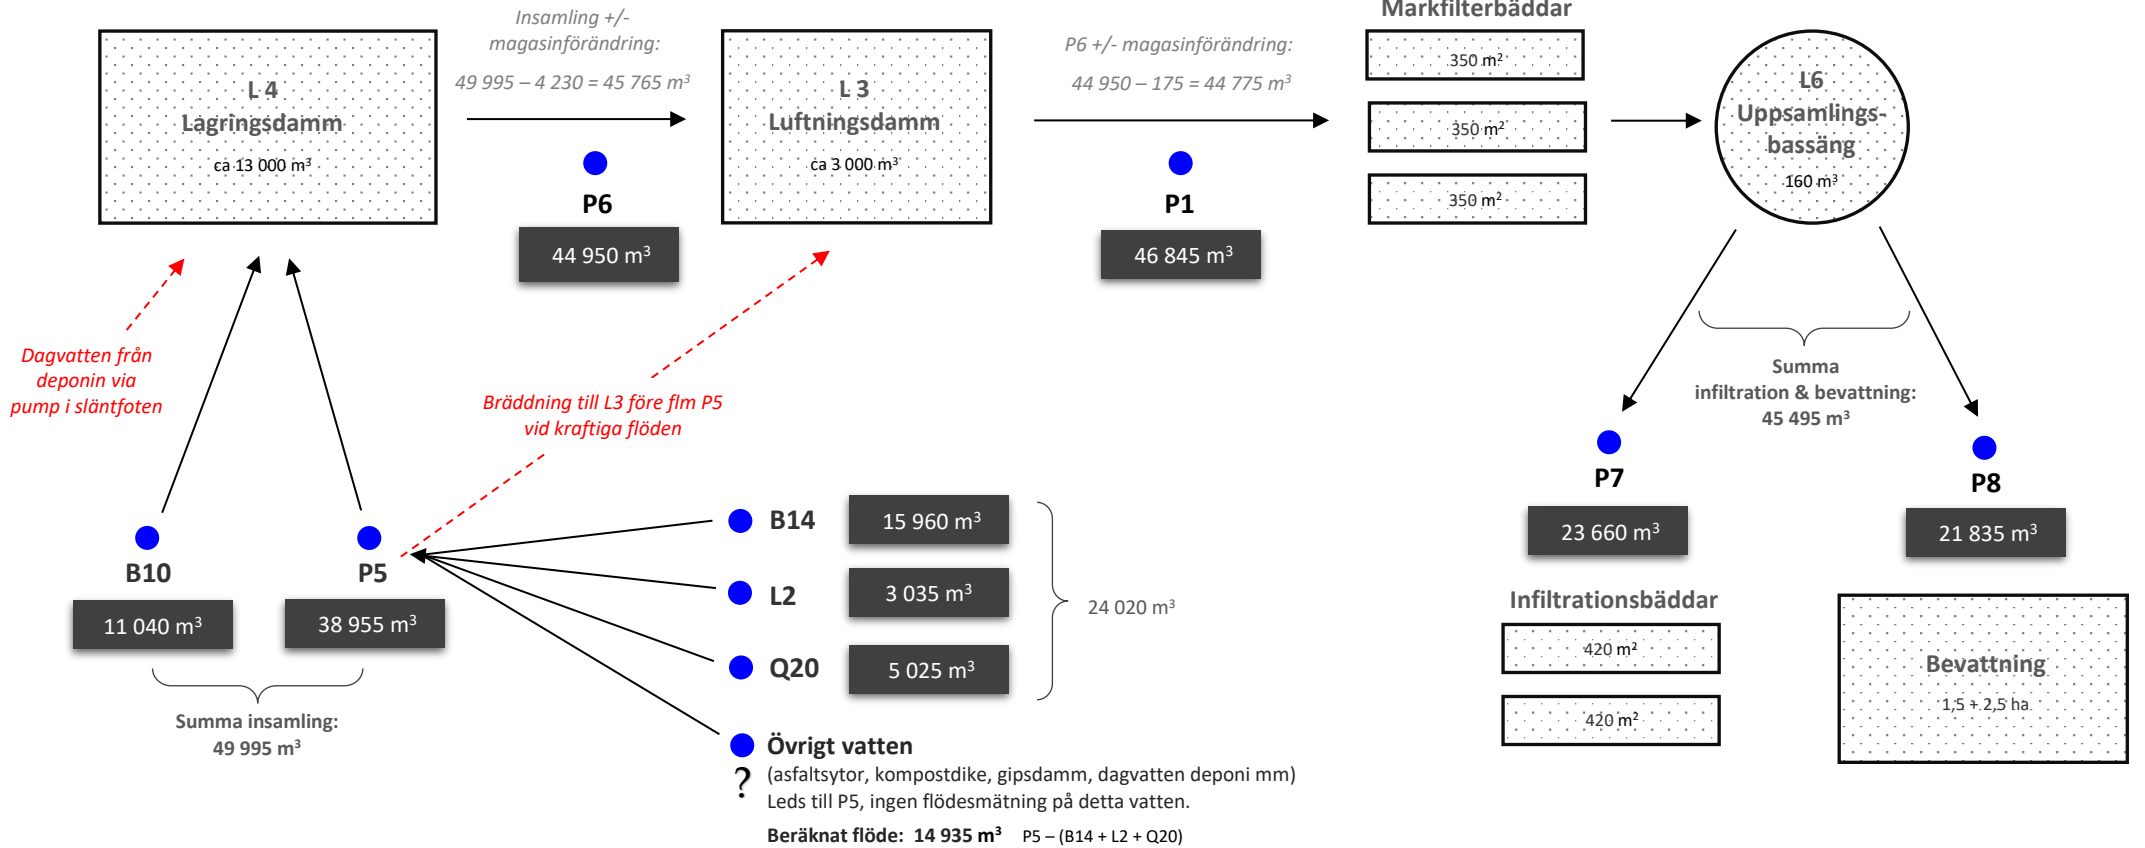 Insamling +/-
magasinförändring:
49 995 – 4 230 = 45 765 m³
P6 +/- magasinförändring:
44 950 – 175 = 44 775 m³
Markfilterbäddar
L 4
Lagringsdamm
ca 13 000 m³
L 3
Luftningsdamm
ca 3 000 m³
350 m²
350 m²
350 m²
L6
Uppsamlings-
bassäng
160 m³
P6
44 950 m³
P1
46 845 m³
Dagvatten från
deponin via
pump i släntfoten
Bräddning till L3 före flm P5
vid kraftiga flöden
Summa
infiltration & bevattning:
45 495 m³
P7
23 660 m³
P8
21 835 m³
B10
11 040 m³
P5
38 955 m³
Summa insamling:
49 995 m³
B14
15 960 m³
L2
3 035 m³
Q20
5 025 m³
24 020 m³
Övrigt vatten
? (asfaltsytor, kompostdike, gipsdamm, dagvatten deponi mm)
Leds till P5, ingen flödesmätning på detta vatten.
Beräknat flöde: 14 935 m³ P5 – (B14 + L2 + Q20)
Infiltrationsbäddar
420 m²
420 m²
Bevattning
1,5 + 2,5 ha